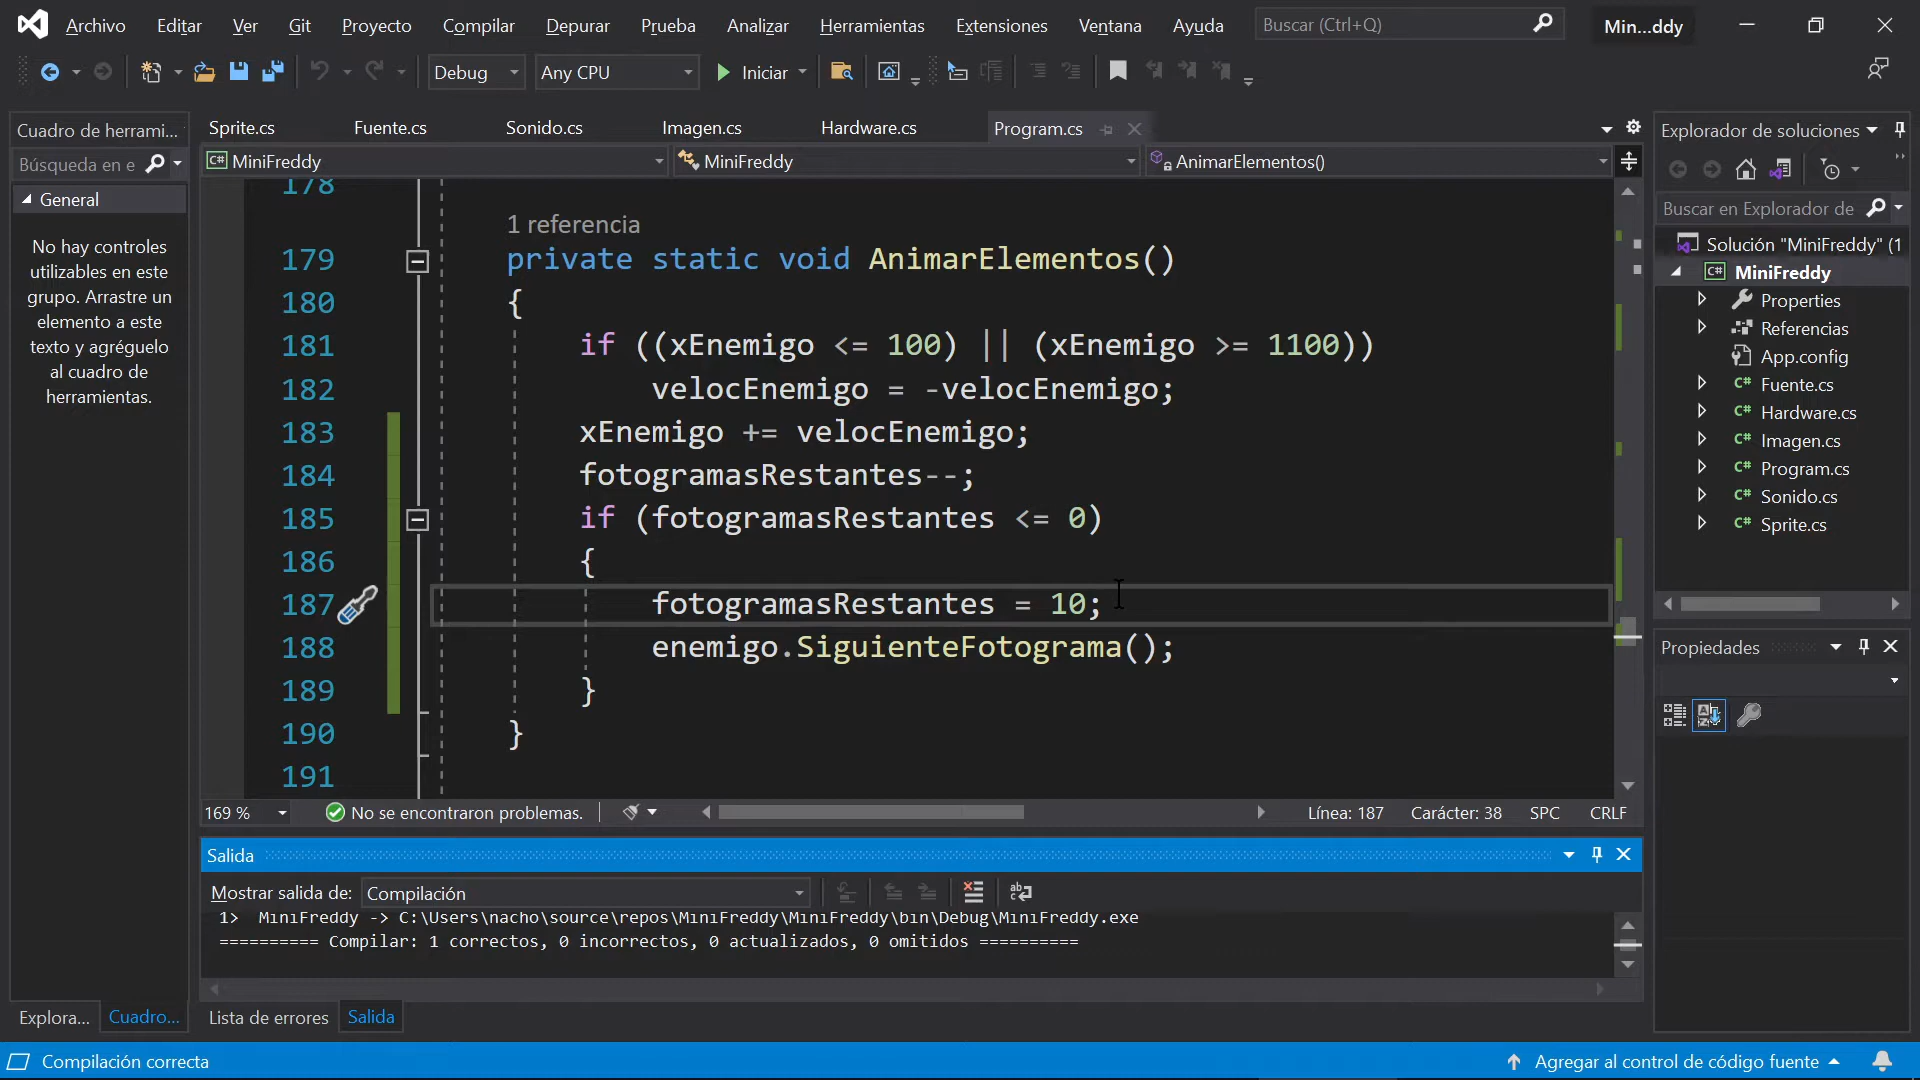 Archivo Editar Ver Git Proyecto Compilar Depurar Prueba Analizar Herramientas Extensiones Ventana Ayuda Buscar (Ctrl+Q) Min...ddy
Debug Any CPU Iniciar
Cuadro de herrami...
Búsqueda en e
General
No hay controles
utilizables en este
grupo. Arrastre un
elemento a este
texto y agréguelo
al cuadro de
herramientas.
Explora... Cuadro...
Sprite.cs Fuente.cs Sonido.cs Imagen.cs Hardware.cs Program.cs
C# MiniFreddy MiniFreddy AnimarElementos()
178
1 referencia
179 private static void AnimarElementos()
180 {
181 if ((xEnemigo <= 100) || (xEnemigo >= 1100))
182 velocEnemigo = -velocEnemigo;
183 xEnemigo += velocEnemigo;
184 fotogramasRestantes--;
185 if (fotogramasRestantes <= 0)
186 {
187 fotogramasRestantes = 10;
188 enemigo.SiguienteFotograma();
189 }
190 }
191
169 % No se encontraron problemas. Línea: 187 Carácter: 38 SPC CRLF
Salida
Mostrar salida de: Compilación
1> MiniFreddy -> C:\Users\nacho\source\repos\MiniFreddy\MiniFreddy\bin\Debug\MiniFreddy.exe
========== Compilar: 1 correctos, 0 incorrectos, 0 actualizados, 0 omitidos ==========
Lista de errores Salida
Explorador de soluciones
Buscar en Explorador de
Solución "MiniFreddy" (1
C# MiniFreddy
Properties
Referencias
App.config
C# Fuente.cs
C# Hardware.cs
C# Imagen.cs
C# Program.cs
C# Sonido.cs
C# Sprite.cs
Propiedades
Compilación correcta Agregar al control de código fuente